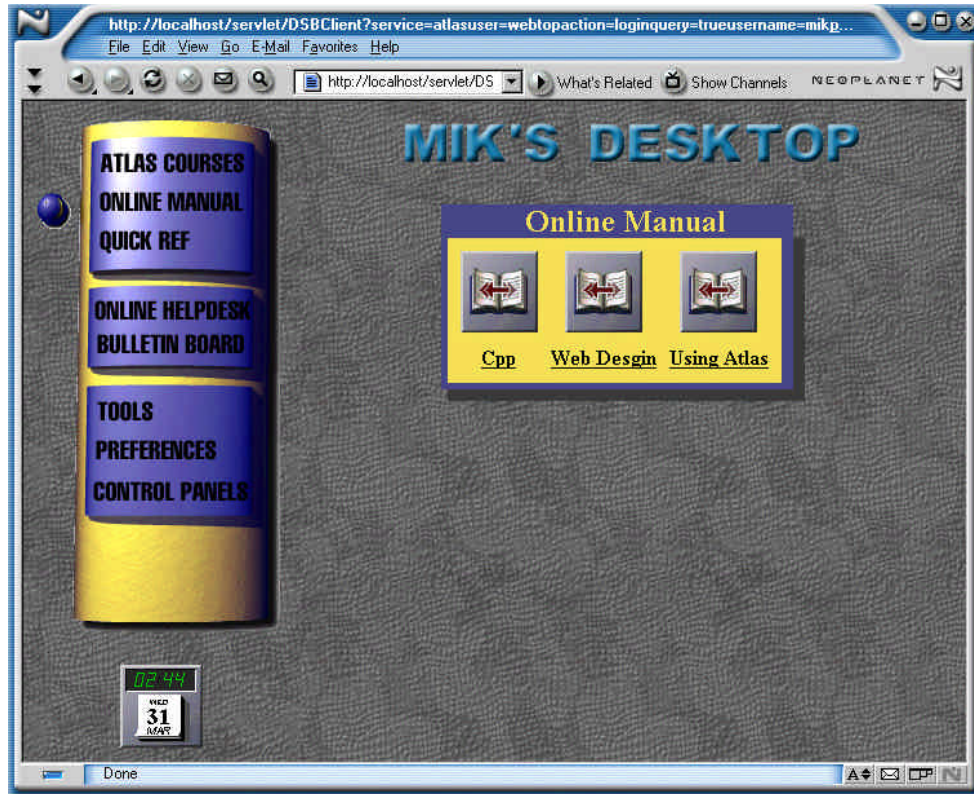 http://localhost/servlet/DSBClient?service=atlasuser=webtopaction=loginquery=trueusername=mikp...
File Edit View Go E-Mail Favorites Help
http://localhost/servlet/DS What's Related Show Channels NEOPLANET
MIK'S DESKTOP
ATLAS COURSES
ONLINE MANUAL
QUICK REF
ONLINE HELPDESK
BULLETIN BOARD
TOOLS
PREFERENCES
CONTROL PANELS
Online Manual
Cpp Web Desgin Using Atlas
02:44
WED
31
MAR
Done A